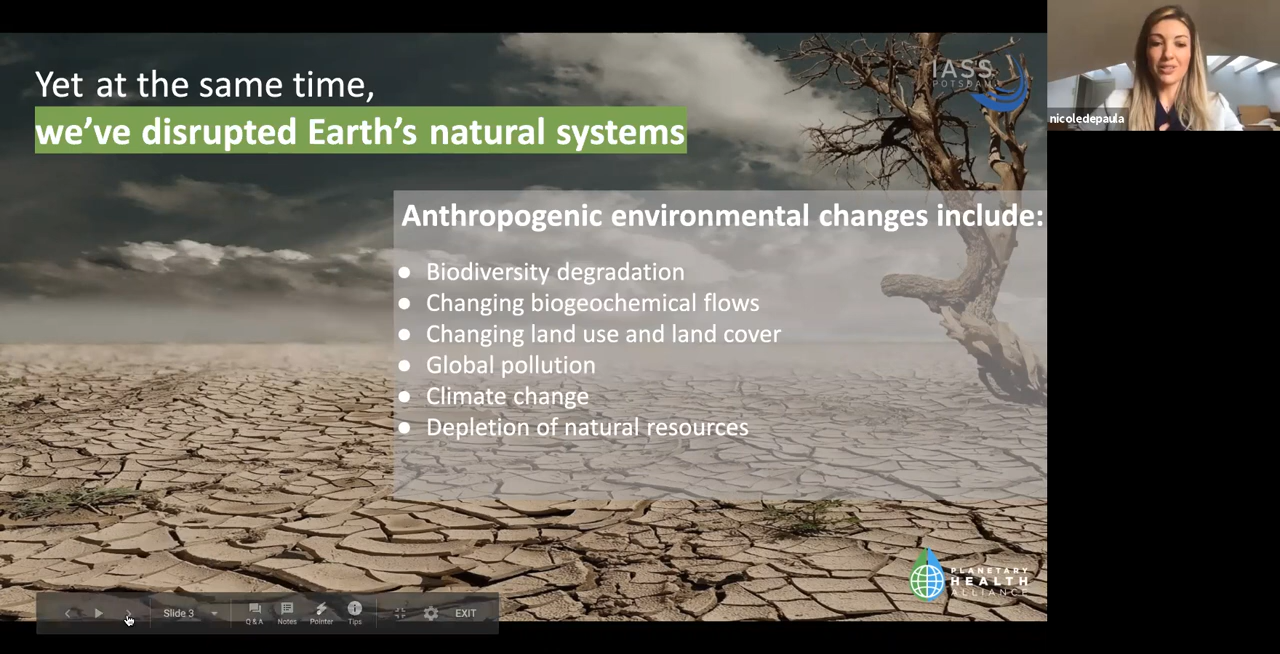 Yet at the same time,
we've disrupted Earth's natural systems
IASS
POTSDAM
nicoledepaula
Anthropogenic environmental changes include:
● Biodiversity degradation
● Changing biogeochemical flows
● Changing land use and land cover
● Global pollution
● Climate change
● Depletion of natural resources
PLANETARY
HEALTH
ALLIANCE
Slide 3
Q & A
Notes
Pointer
Tips
EXIT